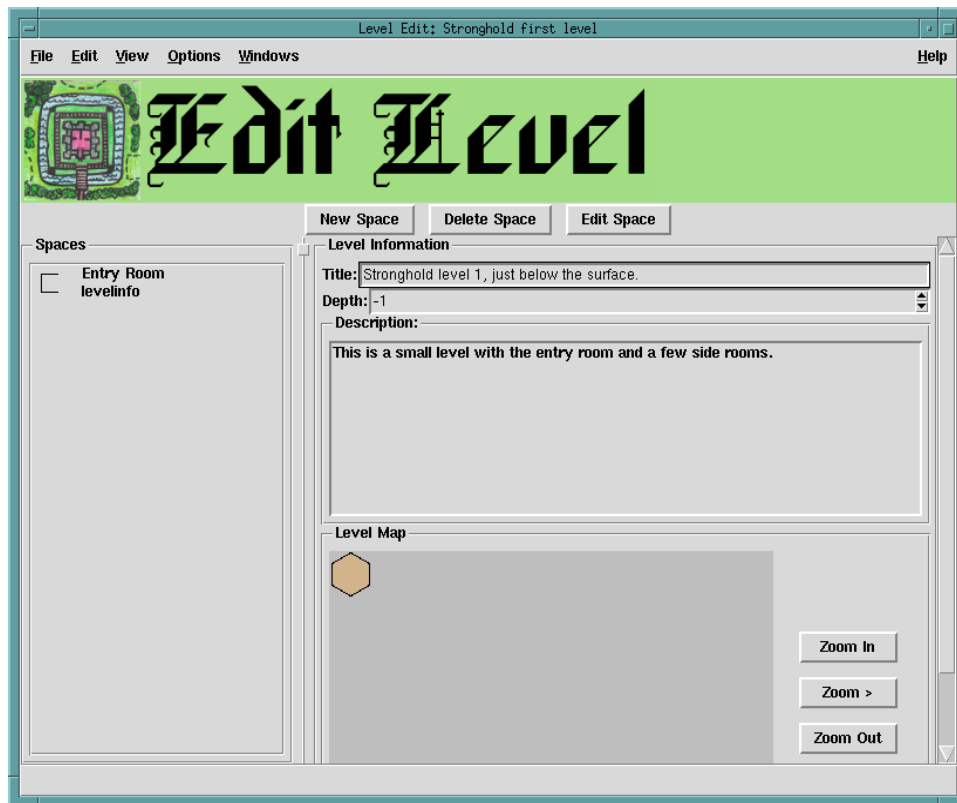 Level Edit: Stronghold first level
File Edit View Options Windows Help
Edit Level
New Space Delete Space Edit Space
Spaces
Entry Room
levelinfo
Level Information
Title: Stronghold level 1, just below the surface.
Depth: -1
Description:
This is a small level with the entry room and a few side rooms.
Level Map
Zoom In
Zoom >
Zoom Out